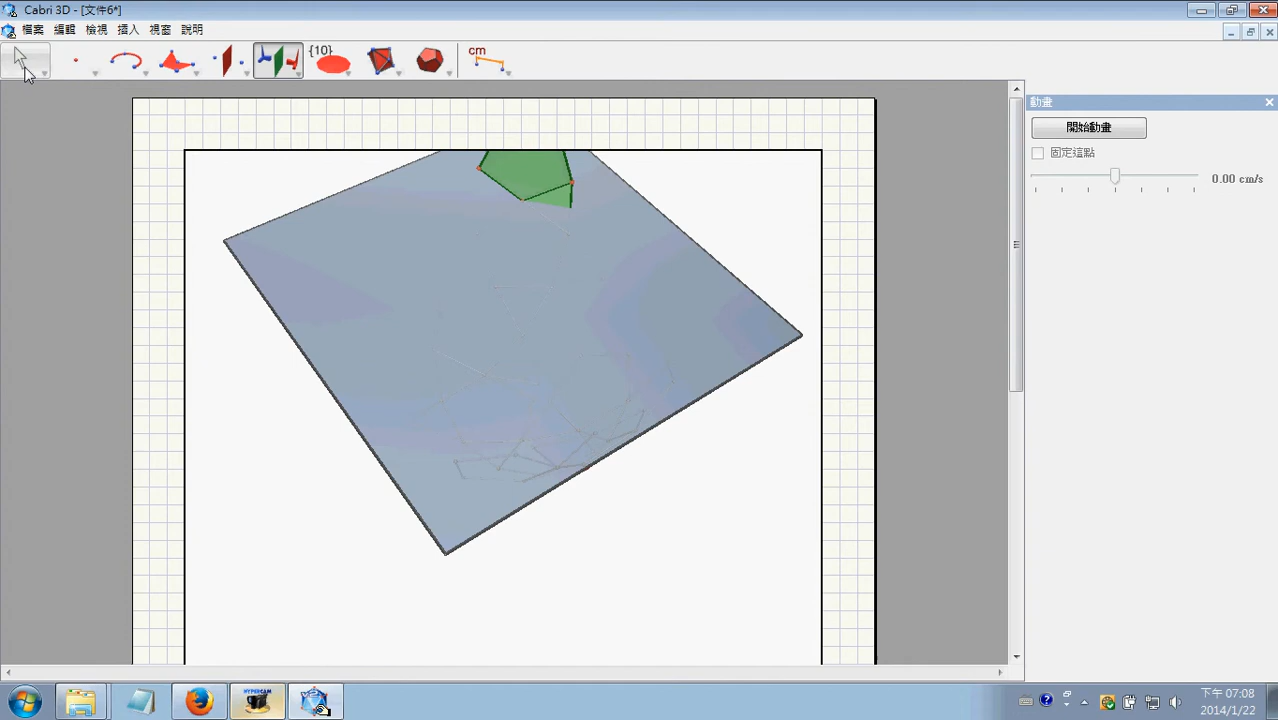 Cabri 3D - [文件6*]
檔案 編輯 檢視 插入 視窗 說明
{10} cm
動畫
開始動畫
固定這點
0.00 cm/s
HYPERCAM
下午 07:08
2014/1/22